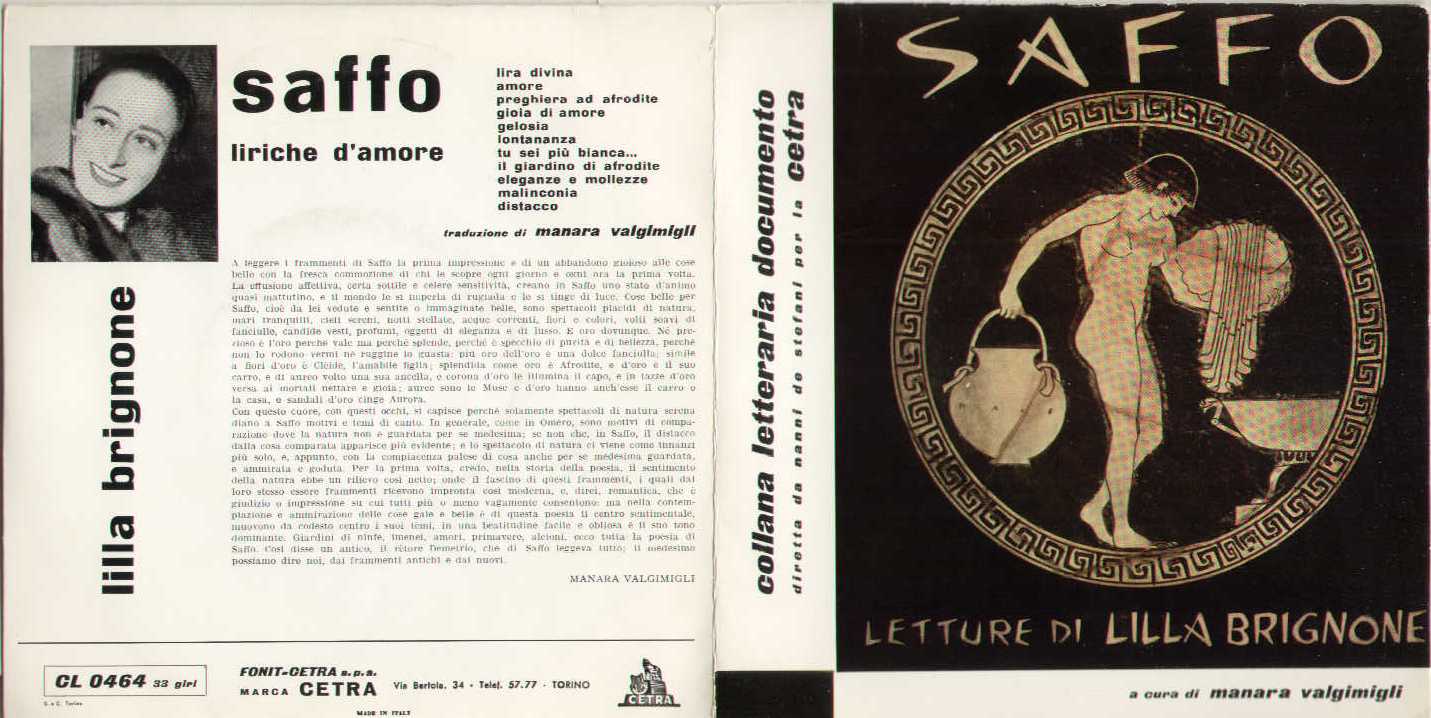 saffo
liriche d'amore
lira divina
amore
preghiera ad afrodite
gioia di amore
gelosia
lontananza
tu sei più bianca...
il giardino di afrodite
eleganze e mollezze
malinconia
distacco
traduzione di manara valgimigli
A leggere i frammenti di Saffo la prima impressione e di un abbandono gioioso alle cose
belle con la fresca commozione di chi le scopre ogni giorno e ogni ora la prima volta.
La effusione affettiva, certa sottile e celere sensitività, creano in Saffo uno stato d'animo
quasi mattutino, e il mondo le si imperla di rugiada e le si tinge di luce. Cose belle per
Saffo, cioè da lei vedute e sentite o immaginate belle, sono spettacoli placidi di natura,
mari tranquilli, cieli sereni, notti stellate, acque correnti, fiori e colori, volti soavi di
fanciulle, candide vesti, profumi, oggetti di eleganza e di lusso. E oro dovunque. Né pre-
zioso è l'oro perché vale ma perché splende, perché è specchio di purità e di bellezza, perché
non lo rodono vermi né ruggine lo guasta: più oro dell'oro è una dolce fanciulla; simile
a fiori d'oro è Cleide, l'amabile figlia; splendida come oro è Afrodite, e d'oro è il suo
carro, e di aureo volto una sua ancella, e corona d'oro le illumina il capo, e in tazze d'oro
versa ai mortali nettare e gioia; auree sono le Muse e d'oro hanno anch'esse il carro o
la casa, e sandali d'oro cinge Aurora.
Con questo cuore, con questi occhi, si capisce perché solamente spettacoli di natura serena
diano a Saffo motivi e temi di canto. In generale, come in Omero, sono motivi di compa-
razione dove la natura non è guardata per se medesima; se non che, in Saffo, il distacco
dalla cosa comparata apparisce più evidente; e lo spettacolo di natura ci viene come innanzi
più solo, e, appunto, con la compiacenza palese di cosa anche per se medesima guardata,
e ammirata e goduta. Per la prima volta, credo, nella storia della poesia, il sentimento
della natura ebbe un rilievo così netto; onde il fascino di questi frammenti, i quali dal
loro stesso essere frammenti ricevono impronta così moderna, e, direi, romantica, che è
giudizio o impressione su cui tutti più o meno vagamente consentono: ma nella contem-
plazione e ammirazione delle cose gaie e belle è di questa poesia il centro sentimentale,
muovono da codesto centro i suoi temi, in una beatitudine facile e obliosa è il suo tono
dominante. Giardini di ninfe, imenei, amori, primavere, alcioni, ecco tutta la poesia di
Saffo. Così disse un antico, il rètore Demetrio, che di Saffo leggeva tutto; il medesimo
possiamo dire noi, dai frammenti antichi e dai nuovi.
MANARA VALGIMIGLI
lilla brignone
CL 0464 33 giri
FONIT-CETRA s.p.a.
MARCA CETRA
Via Bertola, 34 - Telef. 57.77 - TORINO
MADE IN ITALY
CETRA
collana letteraria documento
diretta da nanni de stefani per la cetra
SAFFO
LETTURE DI LILLA BRIGNONE
a cura di manara valgimigli